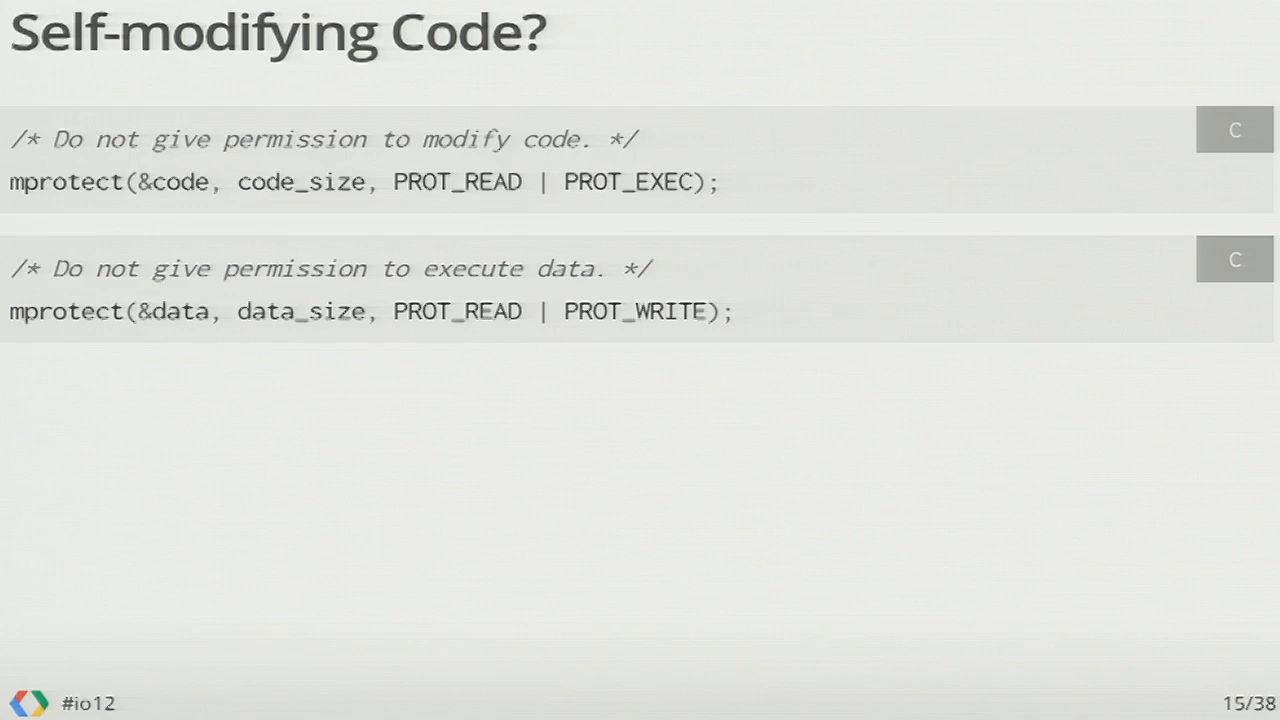 Self-modifying Code?
/* Do not give permission to modify code. */
C
mprotect(&code, code_size, PROT_READ | PROT_EXEC);
/* Do not give permission to execute data. */
C
mprotect(&data, data_size, PROT_READ | PROT_WRITE);
#io12
15/38